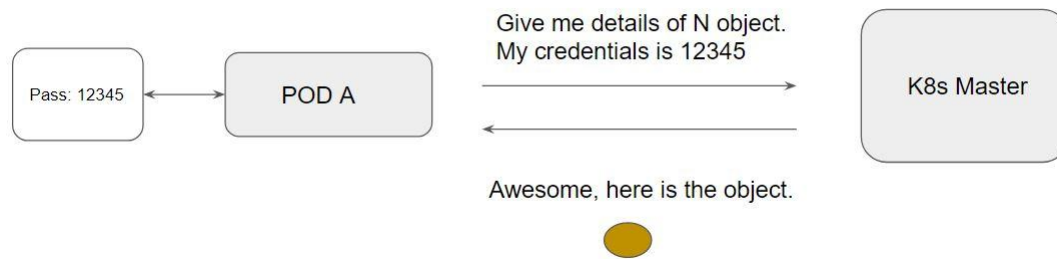 Give me details of N object.
My credentials is 12345
Pass: 12345
POD A
K8s Master
Awesome, here is the object.